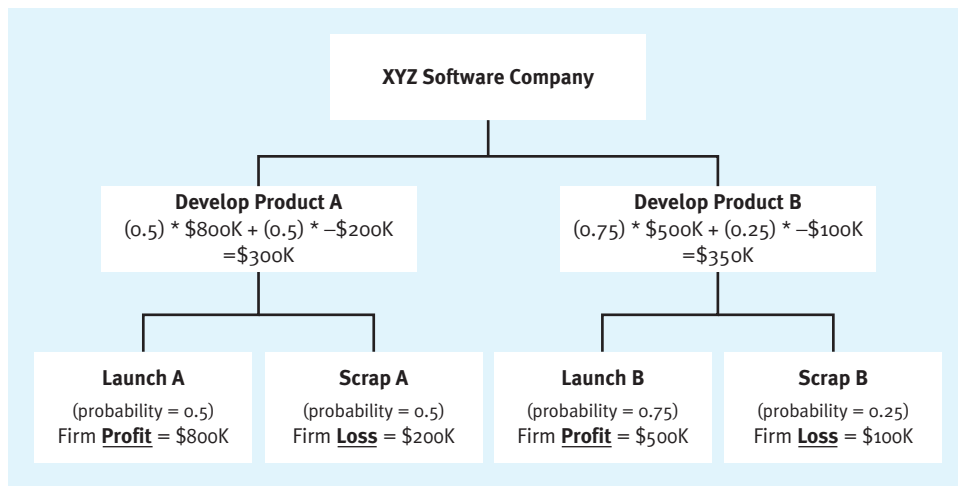 XYZ Software Company
Develop Product A
(0.5) * $800K + (0.5) * –$200K
=$300K
Develop Product B
(0.75) * $500K + (0.25) * –$100K
=$350K
Launch A
(probability = 0.5)
Firm Profit = $800K
Scrap A
(probability = 0.5)
Firm Loss = $200K
Launch B
(probability = 0.75)
Firm Profit = $500K
Scrap B
(probability = 0.25)
Firm Loss = $100K